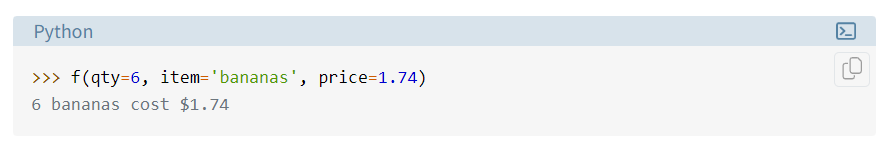 Python
>>> f(qty=6, item='bananas', price=1.74)
6 bananas cost $1.74